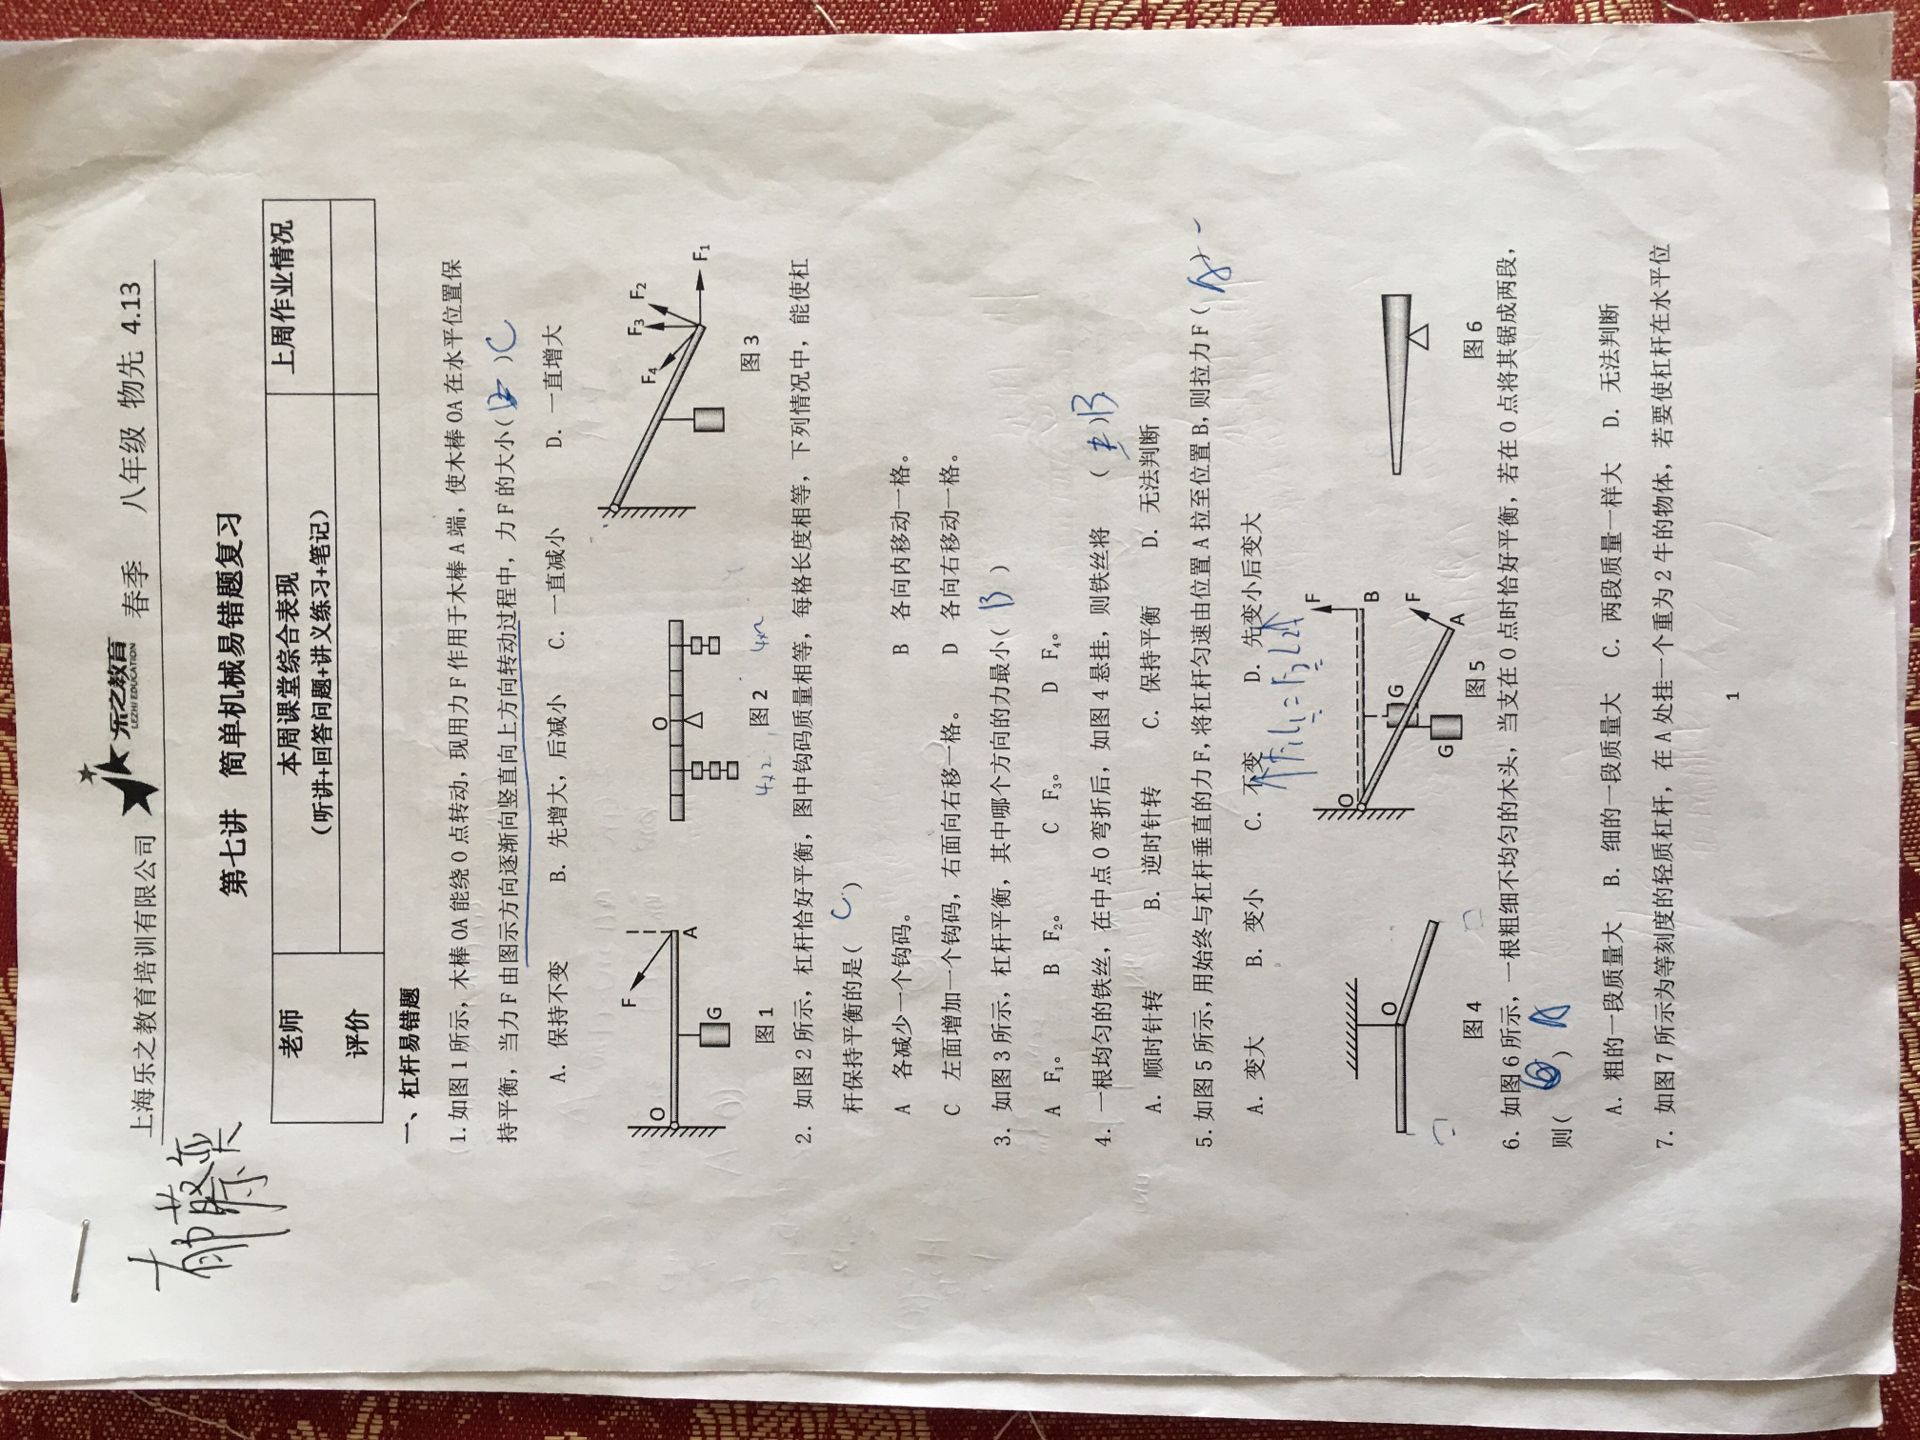 上海乐之教育培训有限公司 乐之教育 LEZHI EDUCATION 春季 八年级 物先 4.13
第七讲 简单机械易错题复习
老师 本周课堂综合表现 上周作业情况
评价 (听讲+回答问题+讲义练习+笔记)
一、杠杆易错题
1. 如图1所示，木棒OA能绕O点转动，现用力F作用于木棒A端，使木棒OA在水平位置保
持平衡，当力F由图示方向逐渐向竖直向上方向转动过程中，力F的大小( )C
A. 保持不变 B. 先增大，后减小 C. 一直减小 D. 一直增大
F
O A
G
图1
O
4×2 4×2
图2
F₄ F₃ F₂ F₁
图3
2. 如图2所示，杠杆恰好平衡，图中钩码质量相等，每格长度相等，下列情况中，能使杠
杆保持平衡的是( C )
A 各减少一个钩码。 B 各向内移动一格。
C 左面增加一个钩码，右面向右移一格。 D 各向右移动一格。
3. 如图3所示，杠杆平衡，其中哪个方向的力最小( B )
A F₁。 B F₂。 C F₃。 D F₄。
4. 一根均匀的铁丝，在中点O弯折后，如图4悬挂，则铁丝将 ( )B
A. 顺时针转 B. 逆时针转 C. 保持平衡 D. 无法判断
5. 如图5所示,用始终与杠杆垂直的力F,将杠杆匀速由位置A拉至位置B,则拉力F( A )
A. 变大 B. 变小 C. 不变 D. 先变小后变大
↑F₁L₁=F₂L₂↑
O
图4
O F B
G F
G A
图5
图6
6. 如图6所示，一根粗细不均匀的木头，当支在O点时恰好平衡，若在O点将其锯成两段，
则( ) A
A. 粗的一段质量大 B. 细的一段质量大 C. 两段质量一样大 D. 无法判断
7. 如图7所示为等刻度的轻质杠杆，在A处挂一个重为2牛的物体，若要使杠杆在水平位
1